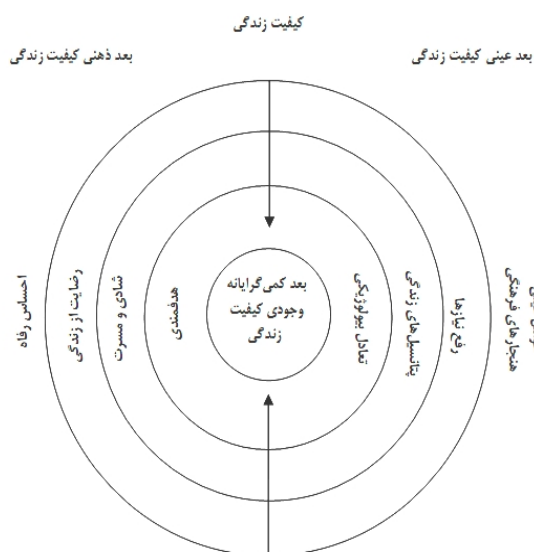 کیفیت زندگی
بعد عینی کیفیت زندگی
بعد ذهنی کیفیت زندگی
بعد کمی‌گرایانه
وجودی کیفیت
زندگی
هنجارهای فرهنگی
رفع نیازها
پتانسیل‌های زندگی
تعادل بیولوژیکی
هدفمندی
شادی و مسرت
رضایت از زندگی
احساس رفاه